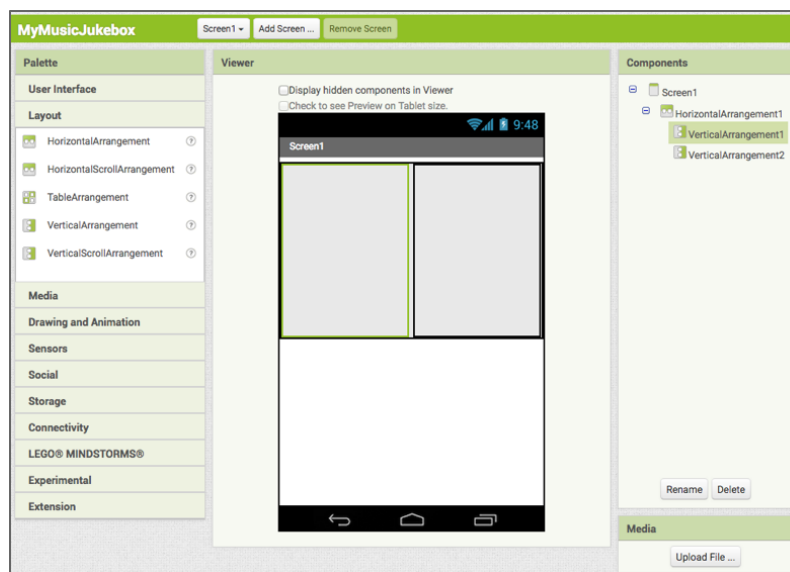 MyMusicJukebox
Screen1 Add Screen ... Remove Screen
Palette
User Interface
Layout
HorizontalArrangement ?
HorizontalScrollArrangement ?
TableArrangement ?
VerticalArrangement ?
VerticalScrollArrangement ?
Media
Drawing and Animation
Sensors
Social
Storage
Connectivity
LEGO® MINDSTORMS®
Experimental
Extension
Viewer
Display hidden components in Viewer
Check to see Preview on Tablet size.
9:48
Screen1
Components
Screen1
HorizontalArrangement1
VerticalArrangement1
VerticalArrangement2
Rename Delete
Media
Upload File ...